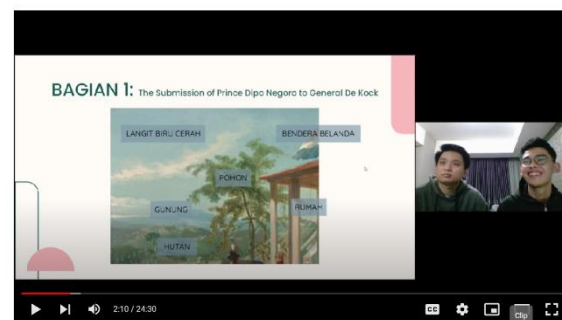 BAGIAN 1: The Submission of Prince Dipo Negoro to General De Kock
LANGIT BIRU CERAH
BENDERA BELANDA
POHON
GUNUNG
RUMAH
HUTAN
2:10 / 24:30
CC
Clip